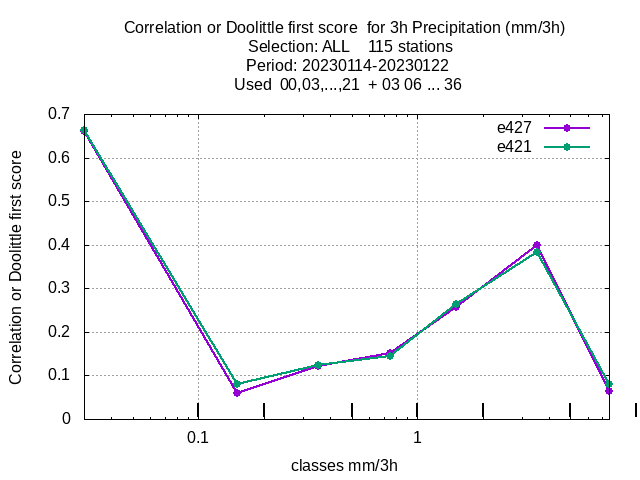 Correlation or Doolittle first score  for 3h Precipitation (mm/3h)
Selection: ALL    115 stations
Period: 20230114-20230122
Used  00,03,...,21  + 03 06 ... 36
e427
e421
Correlation or Doolittle first score
0.7
0.6
0.5
0.4
0.3
0.2
0.1
0
0.1
1
classes mm/3h